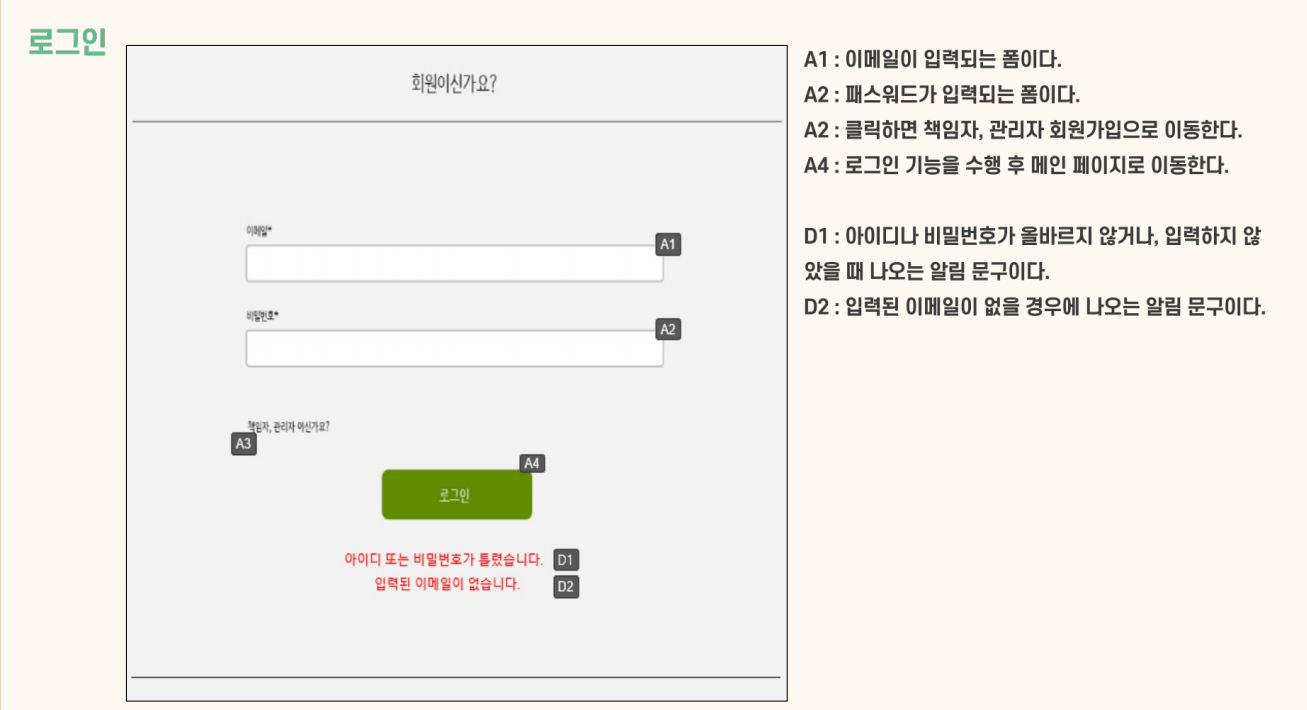 로그인
회원이신가요?
이메일*
A1
비밀번호*
A2
책임자, 관리자 이신가요?
A3
A4
로그인
아이디 또는 비밀번호가 틀렸습니다. D1
입력된 이메일이 없습니다. D2
A1 : 이메일이 입력되는 폼이다.
A2 : 패스워드가 입력되는 폼이다.
A2 : 클릭하면 책임자, 관리자 회원가입으로 이동한다.
A4 : 로그인 기능을 수행 후 메인 페이지로 이동한다.
D1 : 아이디나 비밀번호가 올바르지 않거나, 입력하지 않
았을 때 나오는 알림 문구이다.
D2 : 입력된 이메일이 없을 경우에 나오는 알림 문구이다.